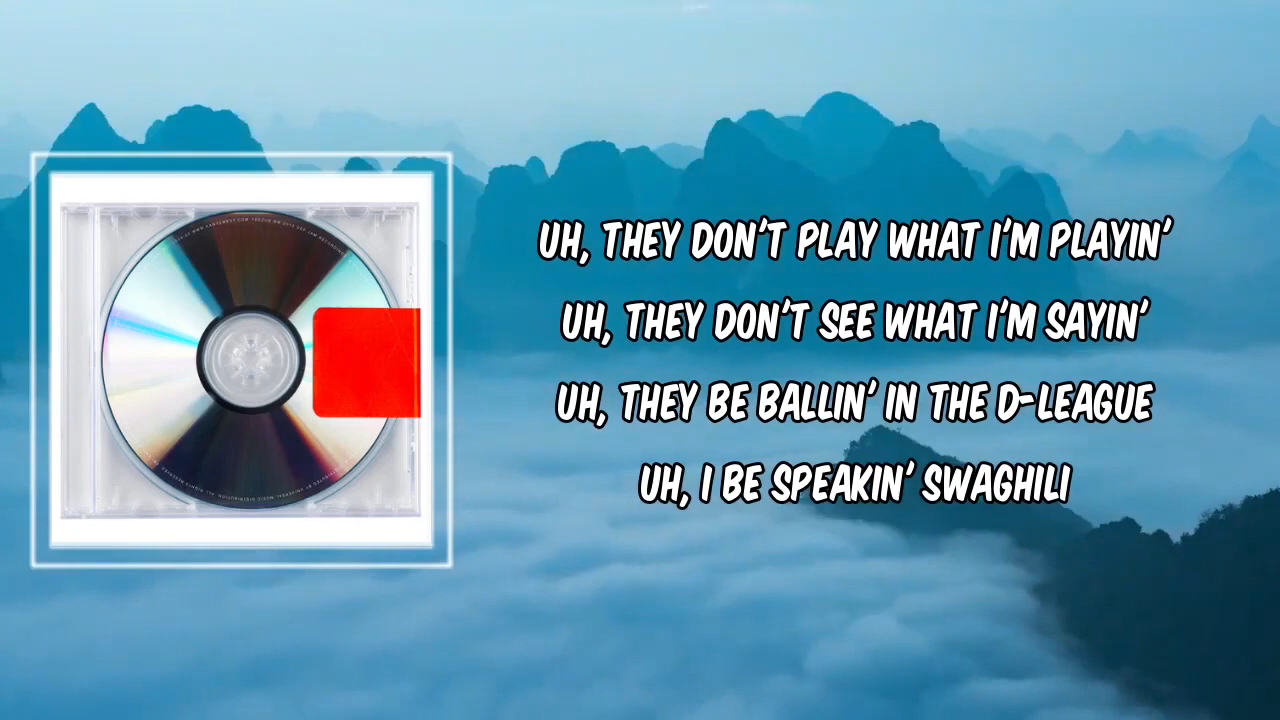 UH, THEY DON'T PLAY WHAT I'M PLAYIN'
UH, THEY DON'T SEE WHAT I'M SAYIN'
UH, THEY BE BALLIN' IN THE D-LEAGUE
UH, I BE SPEAKIN' SWAGHILI